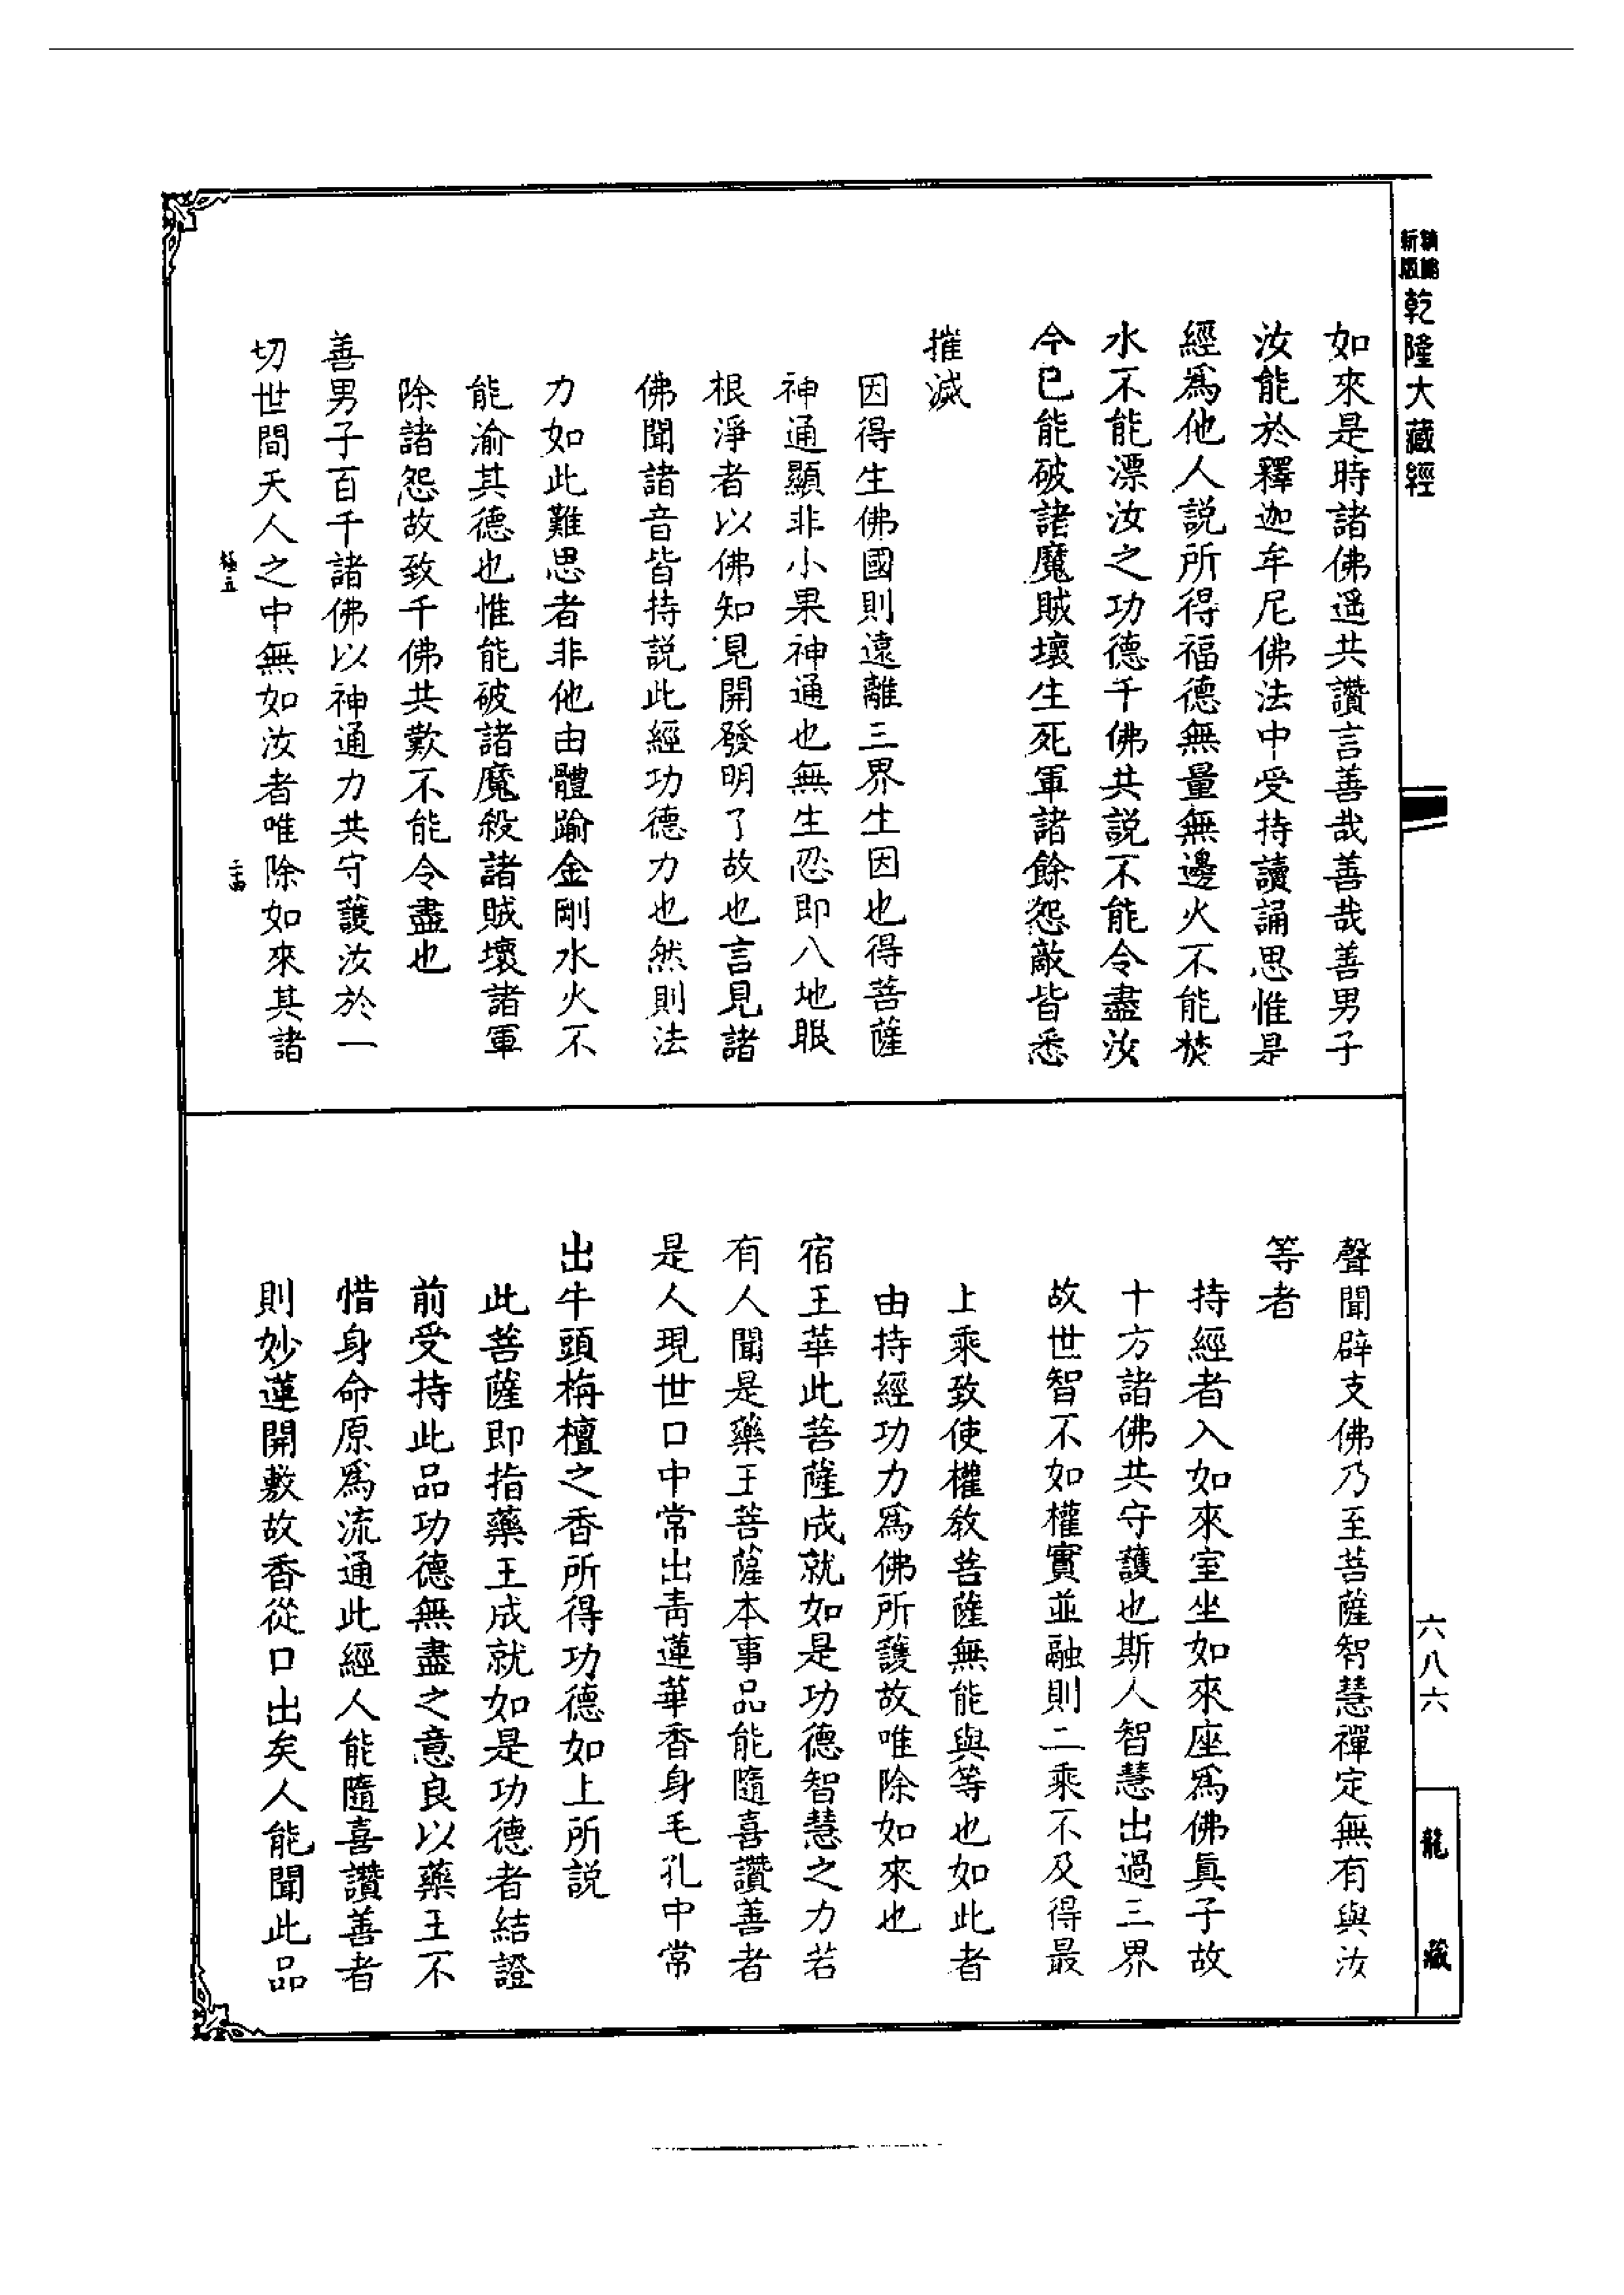 乾隆大藏經
如來是時諸佛遥共讚言善哉善哉善男子
汝能於釋迦牟尼佛法中受持讀誦思惟是
經爲他人説所得福德無量無邊火不能焚
水不能漂汝之功德千佛共説不能令盡汝
今已能破諸魔賊壞生死軍諸餘怨敵皆悉
摧滅
因得生佛國則遠離三界生因也得菩薩
神通顯非小果神通也無生忍即八地眼
根淨者以佛知見開發明了故也言見諸
佛聞諸音皆持説此經功德力也然則法
力如此難思者非他由體踰金剛水火不
能渝其德也惟能破諸魔殺諸賊壞諸軍
除諸怨故致千佛共歎不能令盡也
善男子百千諸佛以神通力共守護汝於一
切世間天人之中無如汝者唯除如來其諸
聲聞辟支佛乃至菩薩智慧禪定無有與汝
等者
持經者入如來室坐如來座爲佛眞子故
十方諸佛共守護也斯人智慧出過三界
故世智不如權實並融則二乘不及得最
上乘致使權教菩薩無能與等也如此者
由持經功力爲佛所護故唯除如來也
宿王華此菩薩成就如是功德智慧之力若
有人聞是藥王菩薩本事品能隨喜讚善者
是人現世口中常出青蓮華香身毛孔中常
出牛頭栴檀之香所得功德如上所説
此菩薩即指藥王成就如是功德者結證
前受持此品功德無盡之意良以藥王不
惜身命原爲流通此經人能隨喜讚善者
則妙蓮開敷故香從口出矣人能聞此品
六八六
龍藏